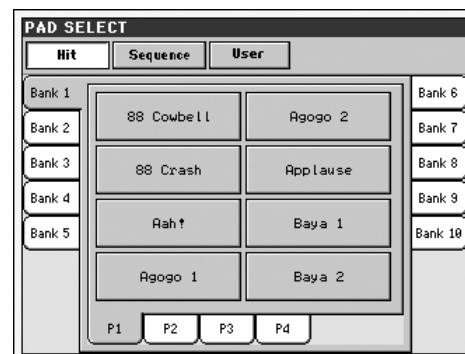 PAD SELECT
Hit Sequence User
Bank 1
Bank 2
Bank 3
Bank 4
Bank 5
88 Cowbell Agogo 2
88 Crash Applause
Aah! Baya 1
Agogo 1 Baya 2
Bank 6
Bank 7
Bank 8
Bank 9
Bank 10
P1 P2 P3 P4